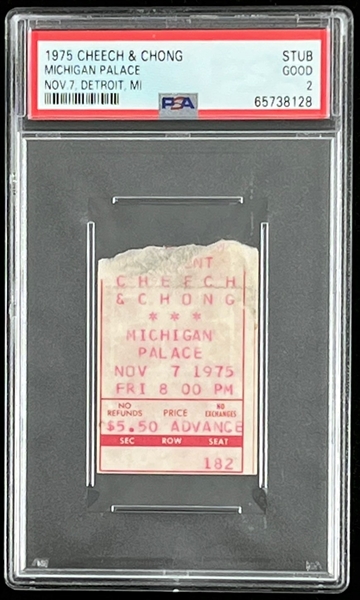 1975 CHEECH & CHONG STUB
MICHIGAN PALACE GOOD
NOV.7, DETROIT, MI 2
PSA 65738128
NT
CHEECH
& CHONG
***
MICHIGAN
PALACE
NOV 7 1975
FRI 8 00 PM
NO REFUNDS PRICE NO EXCHANGES
$5.50 ADVANCE
SEC ROW SEAT
182